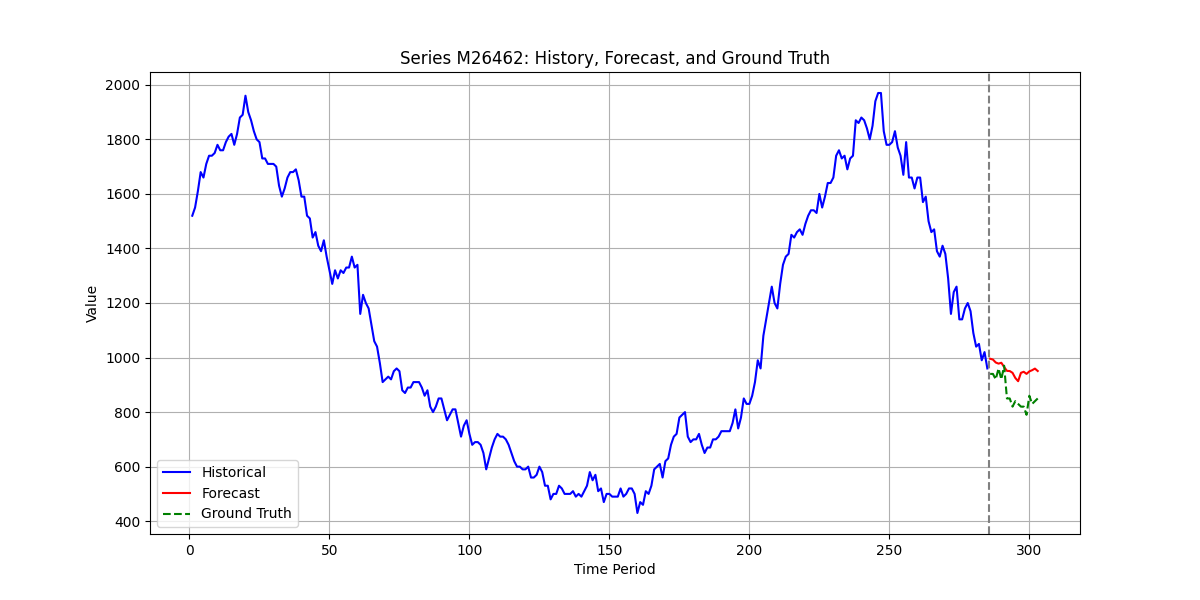 Series M26462: History, Forecast, and Ground Truth
Value
2000
1800
1600
1400
1200
1000
800
600
400
Historical
Forecast
Ground Truth
0 50 100 150 200 250 300
Time Period